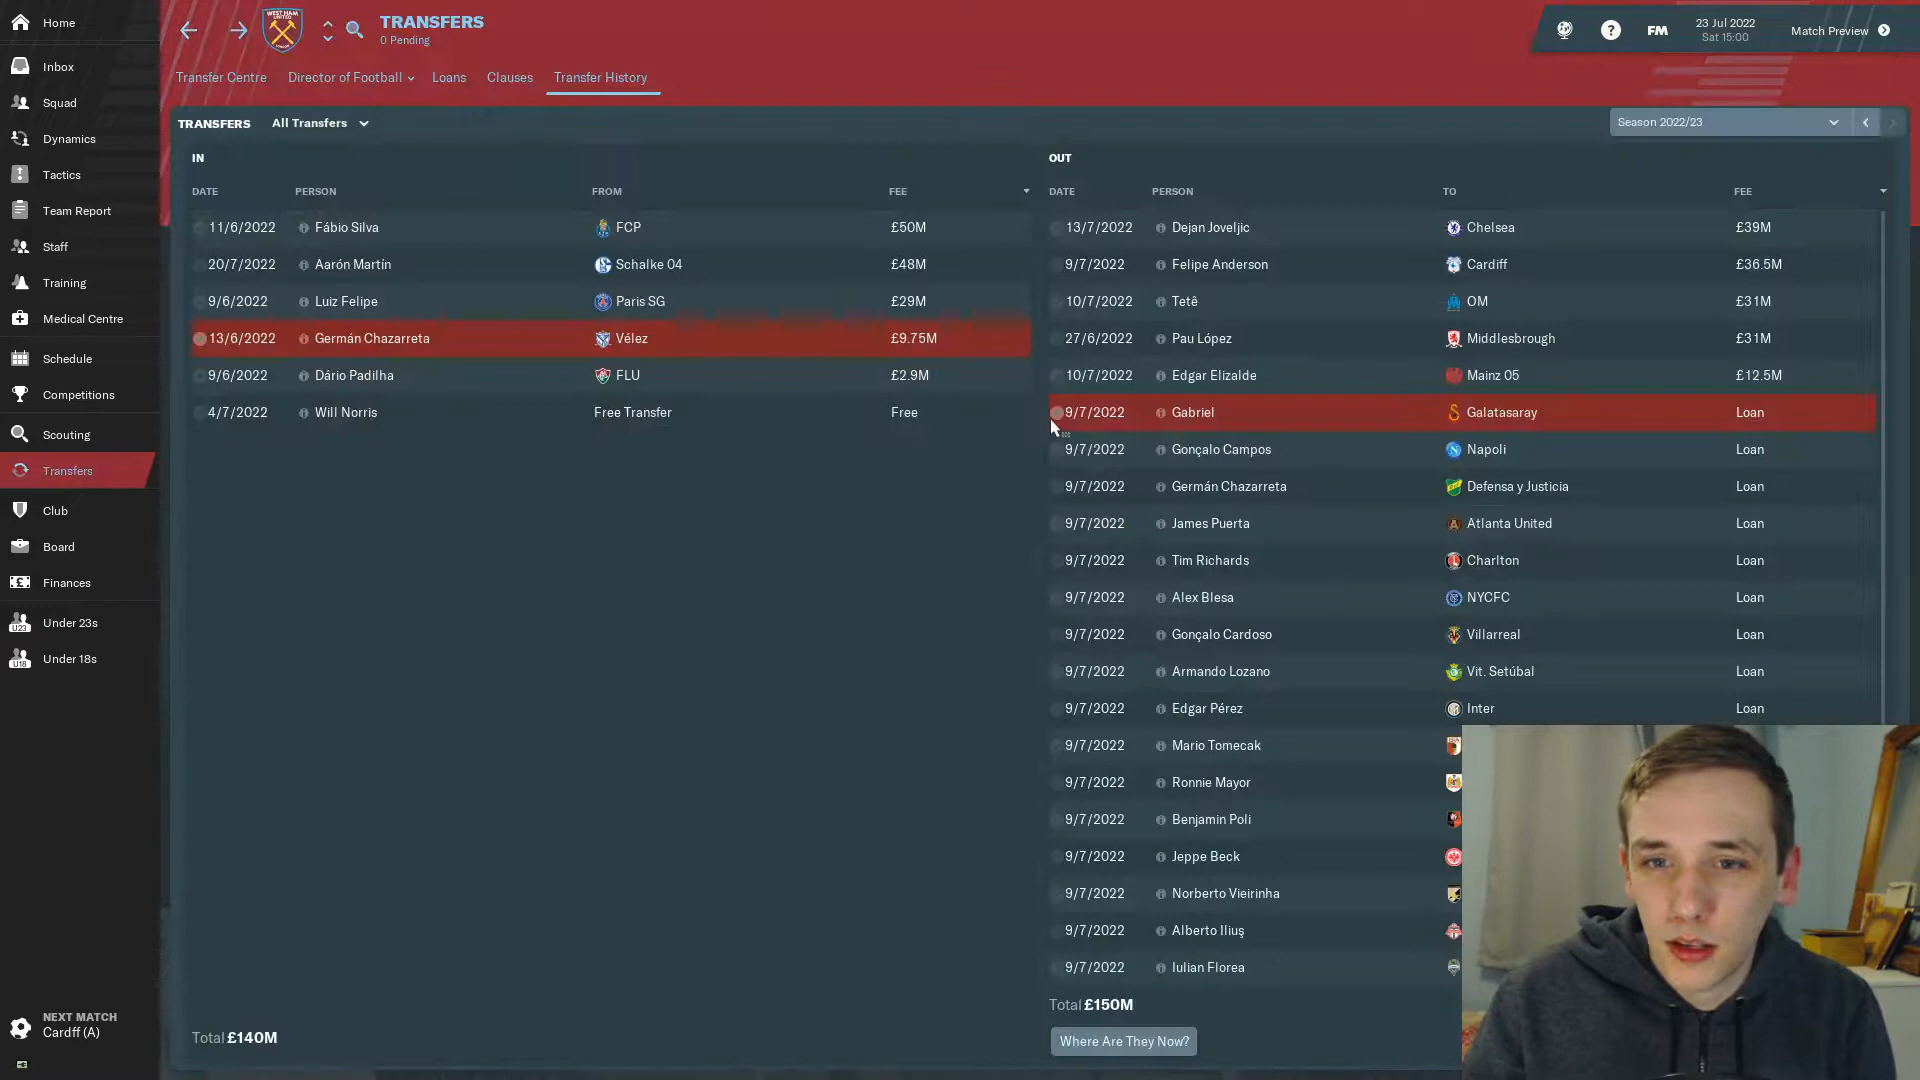 Home
Inbox
Squad
Dynamics
Tactics
Team Report
Staff
Training
Medical Centre
Schedule
Competitions
Scouting
Transfers
Club
Board
Finances
U23 Under 23s
U18 Under 18s
NEXT MATCH
Cardff (A)
WEST HAM
UNITED
LONDON
TRANSFERS
0 Pending
? FM
23 Jul 2022
Sat 15:00
Match Preview
Transfer Centre Director of Football Loans Clauses Transfer History
TRANSFERS All Transfers Season 2022/23
IN
DATE PERSON FROM FEE
11/6/2022 Fábio Silva FCP £50M
20/7/2022 Aarón Martín Schalke 04 £48M
9/6/2022 Luiz Felipe Paris SG £29M
13/6/2022 Germán Chazarreta Vélez £9.75M
9/6/2022 Dário Padilha FLU £2.9M
4/7/2022 Will Norris Free Transfer Free
Total £140M
OUT
DATE PERSON TO FEE
13/7/2022 Dejan Joveljic Chelsea £39M
9/7/2022 Felipe Anderson Cardiff £36.5M
10/7/2022 Tetê OM £31M
27/6/2022 Pau López Middlesbrough £31M
10/7/2022 Edgar Elizalde Mainz 05 £12.5M
9/7/2022 Gabriel Galatasaray Loan
9/7/2022 Gonçalo Campos Napoli Loan
9/7/2022 Germán Chazarreta Defensa y Justicia Loan
9/7/2022 James Puerta Atlanta United Loan
9/7/2022 Tim Richards Charlton Loan
9/7/2022 Alex Blesa NYCFC Loan
9/7/2022 Gonçalo Cardoso Villarreal Loan
9/7/2022 Armando Lozano Vit. Setúbal Loan
9/7/2022 Edgar Pérez Inter Loan
9/7/2022 Mario Tomecak
9/7/2022 Ronnie Mayor
9/7/2022 Benjamin Poli
9/7/2022 Jeppe Beck
9/7/2022 Norberto Vieirinha
9/7/2022 Alberto Iliuş
9/7/2022 Iulian Florea
Total £150M
Where Are They Now?